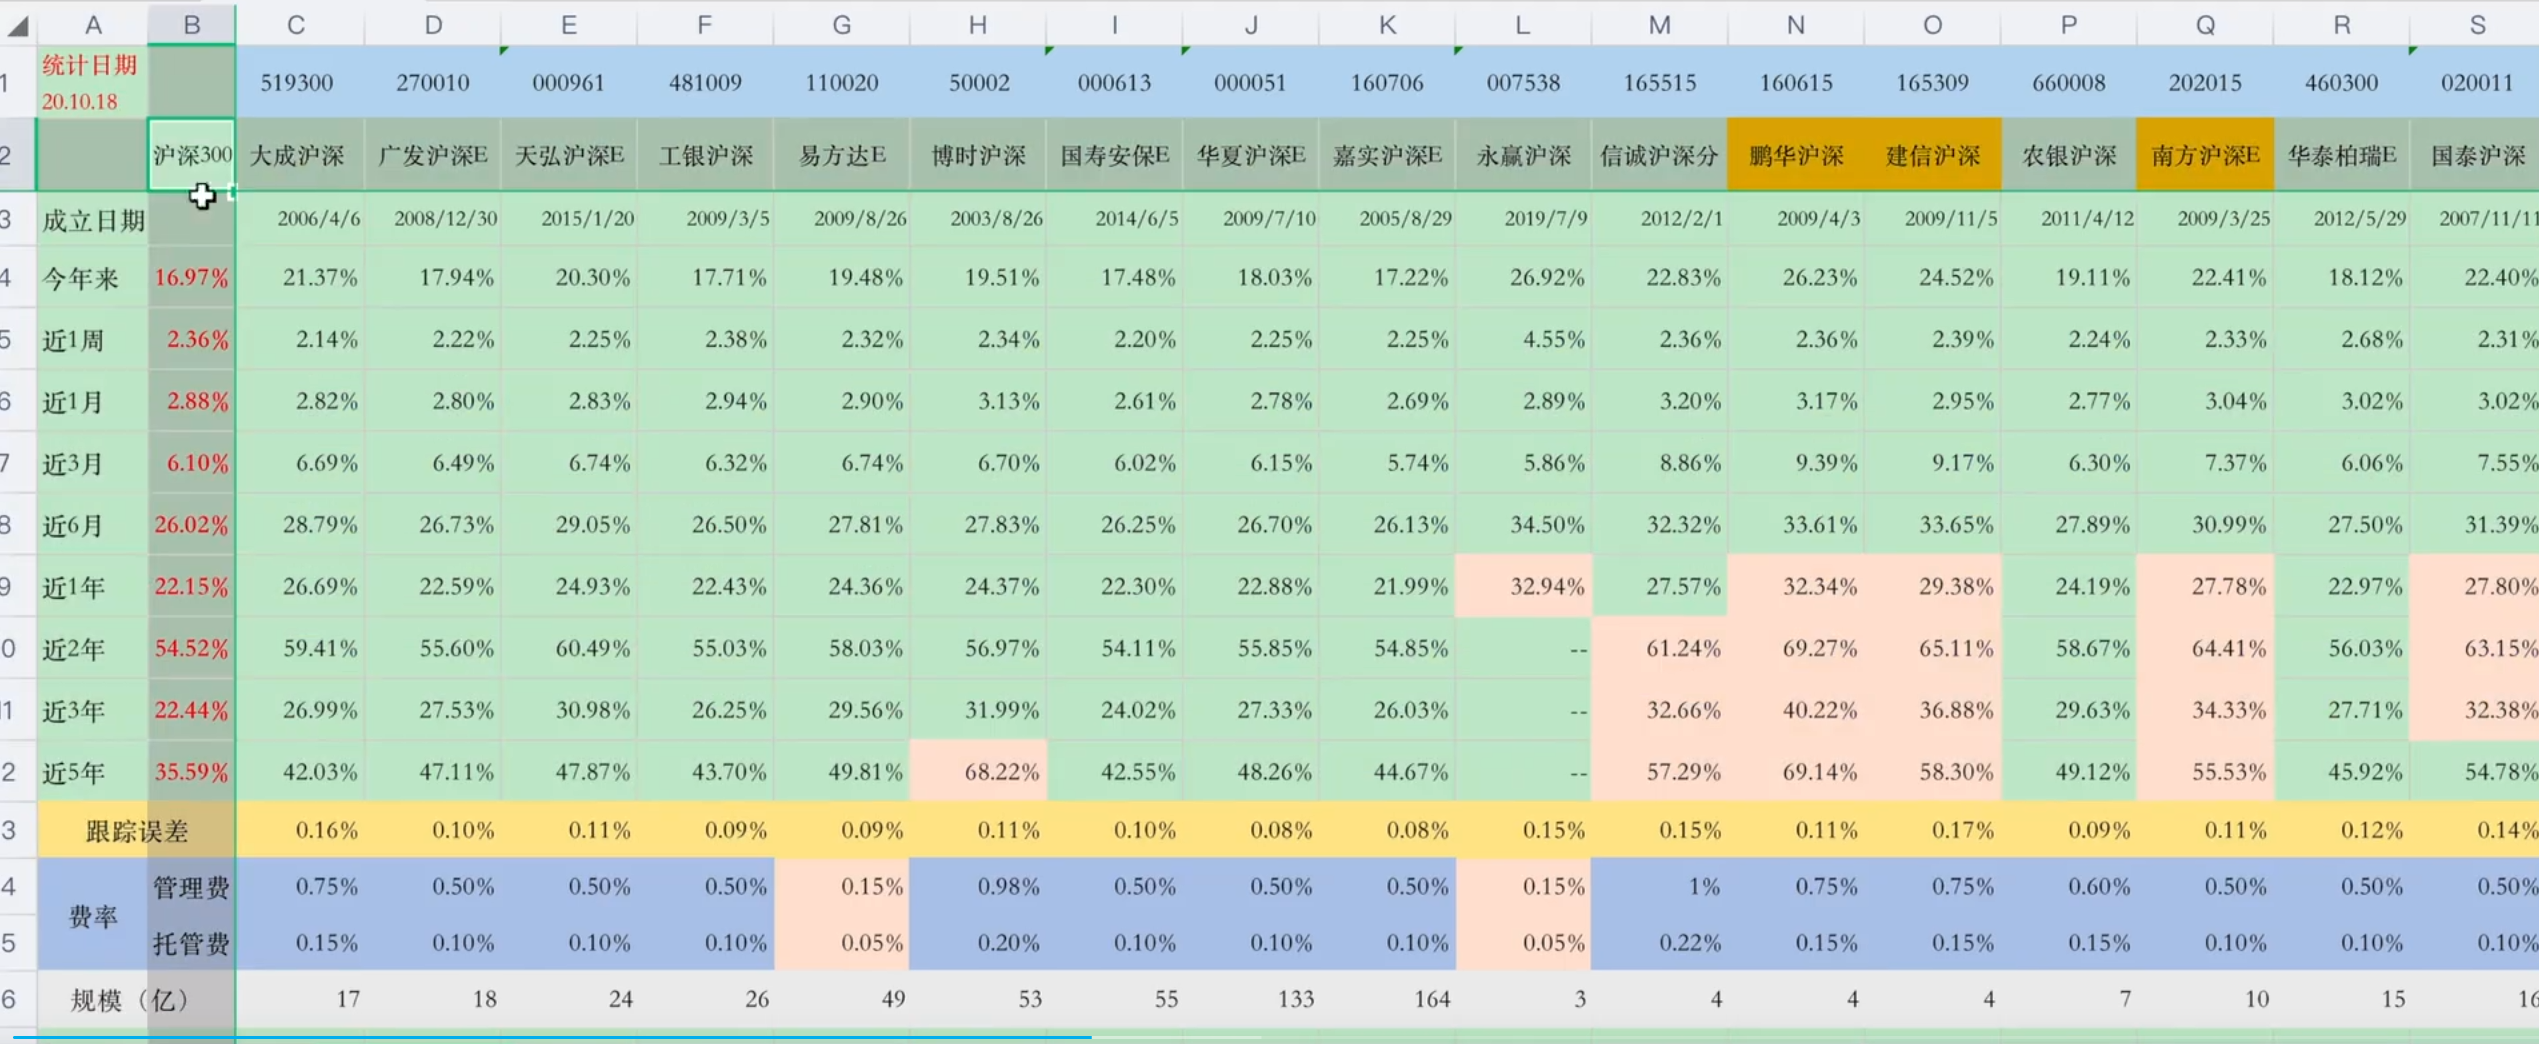 A B C D E F G H I J K L M N O P Q R S
1 统计日期 20.10.18 519300 270010 000961 481009 110020 50002 000613 000051 160706 007538 165515 160615 165309 660008 202015 460300 020011
2 沪深300 大成沪深 广发沪深E 天弘沪深E 工银沪深 易方达E 博时沪深 国寿安保E 华夏沪深E 嘉实沪深E 永赢沪深 信诚沪深分 鹏华沪深 建信沪深 农银沪深 南方沪深E 华泰柏瑞E 国泰沪深
3 成立日期 2006/4/6 2008/12/30 2015/1/20 2009/3/5 2009/8/26 2003/8/26 2014/6/5 2009/7/10 2005/8/29 2019/7/9 2012/2/1 2009/4/3 2009/11/5 2011/4/12 2009/3/25 2012/5/29 2007/11/11
4 今年来 16.97% 21.37% 17.94% 20.30% 17.71% 19.48% 19.51% 17.48% 18.03% 17.22% 26.92% 22.83% 26.23% 24.52% 19.11% 22.41% 18.12% 22.40%
5 近1周 2.36% 2.14% 2.22% 2.25% 2.38% 2.32% 2.34% 2.20% 2.25% 2.25% 4.55% 2.36% 2.36% 2.39% 2.24% 2.33% 2.68% 2.31%
6 近1月 2.88% 2.82% 2.80% 2.83% 2.94% 2.90% 3.13% 2.61% 2.78% 2.69% 2.89% 3.20% 3.17% 2.95% 2.77% 3.04% 3.02% 3.02%
7 近3月 6.10% 6.69% 6.49% 6.74% 6.32% 6.74% 6.70% 6.02% 6.15% 5.74% 5.86% 8.86% 9.39% 9.17% 6.30% 7.37% 6.06% 7.55%
8 近6月 26.02% 28.79% 26.73% 29.05% 26.50% 27.81% 27.83% 26.25% 26.70% 26.13% 34.50% 32.32% 33.61% 33.65% 27.89% 30.99% 27.50% 31.39%
9 近1年 22.15% 26.69% 22.59% 24.93% 22.43% 24.36% 24.37% 22.30% 22.88% 21.99% 32.94% 27.57% 32.34% 29.38% 24.19% 27.78% 22.97% 27.80%
0 近2年 54.52% 59.41% 55.60% 60.49% 55.03% 58.03% 56.97% 54.11% 55.85% 54.85% -- 61.24% 69.27% 65.11% 58.67% 64.41% 56.03% 63.15%
1 近3年 22.44% 26.99% 27.53% 30.98% 26.25% 29.56% 31.99% 24.02% 27.33% 26.03% -- 32.66% 40.22% 36.88% 29.63% 34.33% 27.71% 32.38%
2 近5年 35.59% 42.03% 47.11% 47.87% 43.70% 49.81% 68.22% 42.55% 48.26% 44.67% -- 57.29% 69.14% 58.30% 49.12% 55.53% 45.92% 54.78%
3 跟踪误差 0.16% 0.10% 0.11% 0.09% 0.09% 0.11% 0.10% 0.08% 0.08% 0.15% 0.15% 0.11% 0.17% 0.09% 0.11% 0.12% 0.14%
4 费率 管理费 0.75% 0.50% 0.50% 0.50% 0.15% 0.98% 0.50% 0.50% 0.50% 0.15% 1% 0.75% 0.75% 0.60% 0.50% 0.50% 0.50%
5 托管费 0.15% 0.10% 0.10% 0.10% 0.05% 0.20% 0.10% 0.10% 0.10% 0.05% 0.22% 0.15% 0.15% 0.15% 0.10% 0.10% 0.10%
6 规模（亿） 17 18 24 26 49 53 55 133 164 3 4 4 4 7 10 15 16